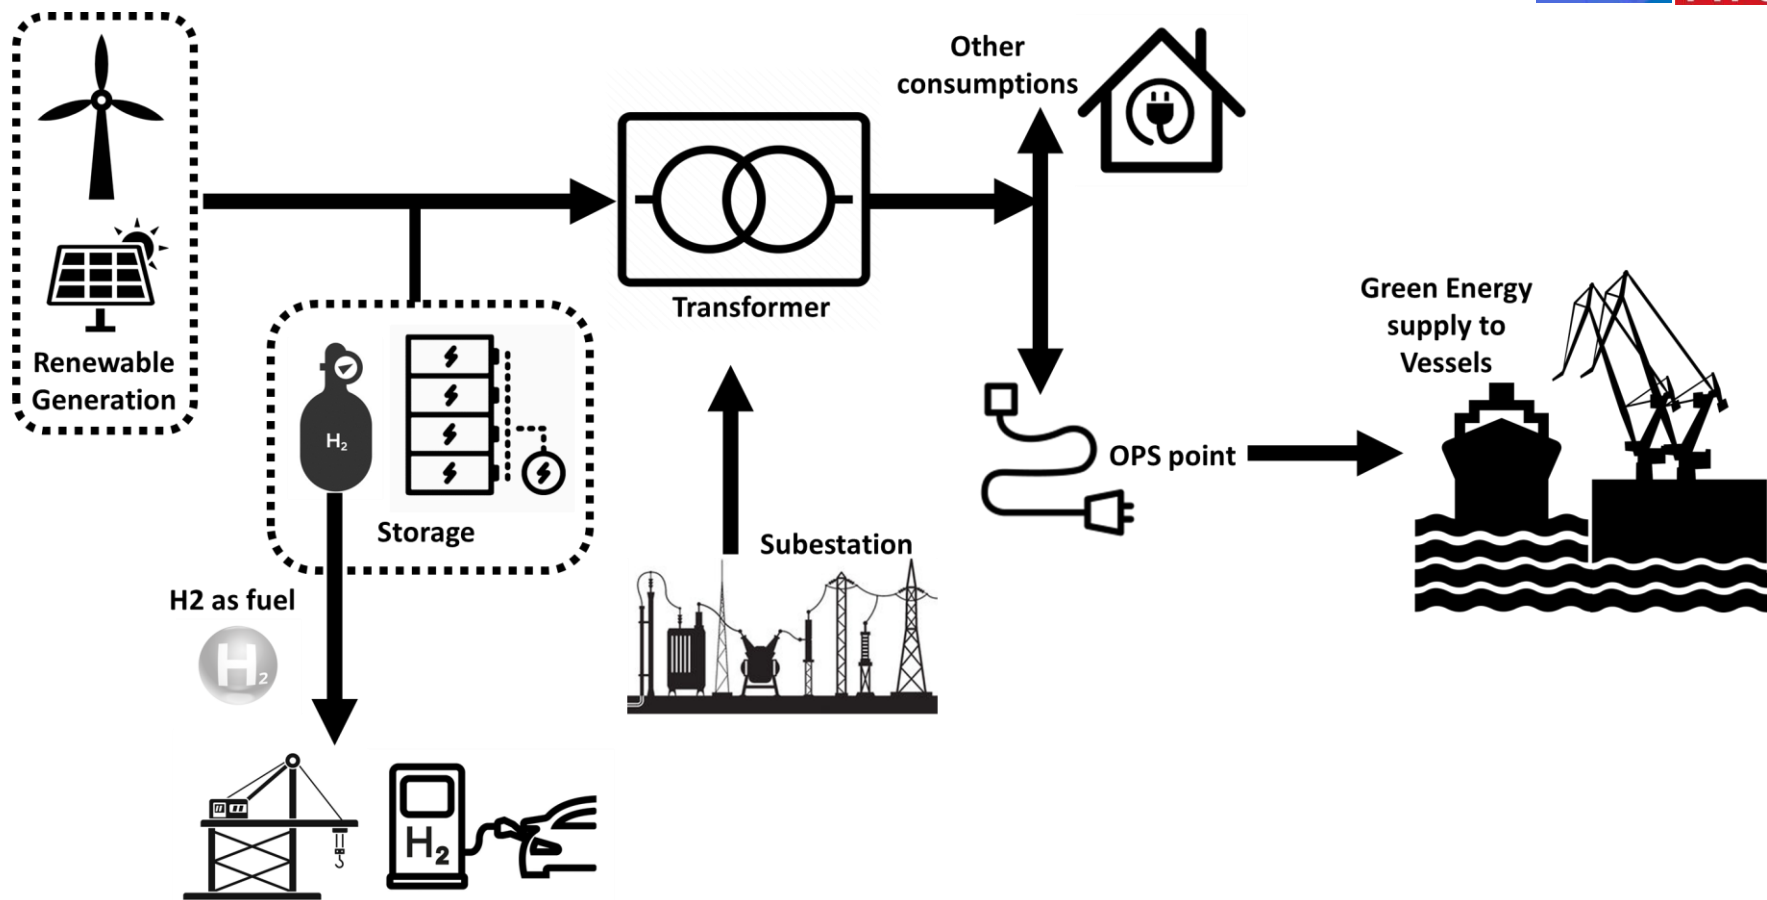 Other
consumptions
Renewable
Generation
Transformer
H₂
Storage
Green Energy
supply to
Vessels
OPS point
Subestation
H2 as fuel
H₂
H₂